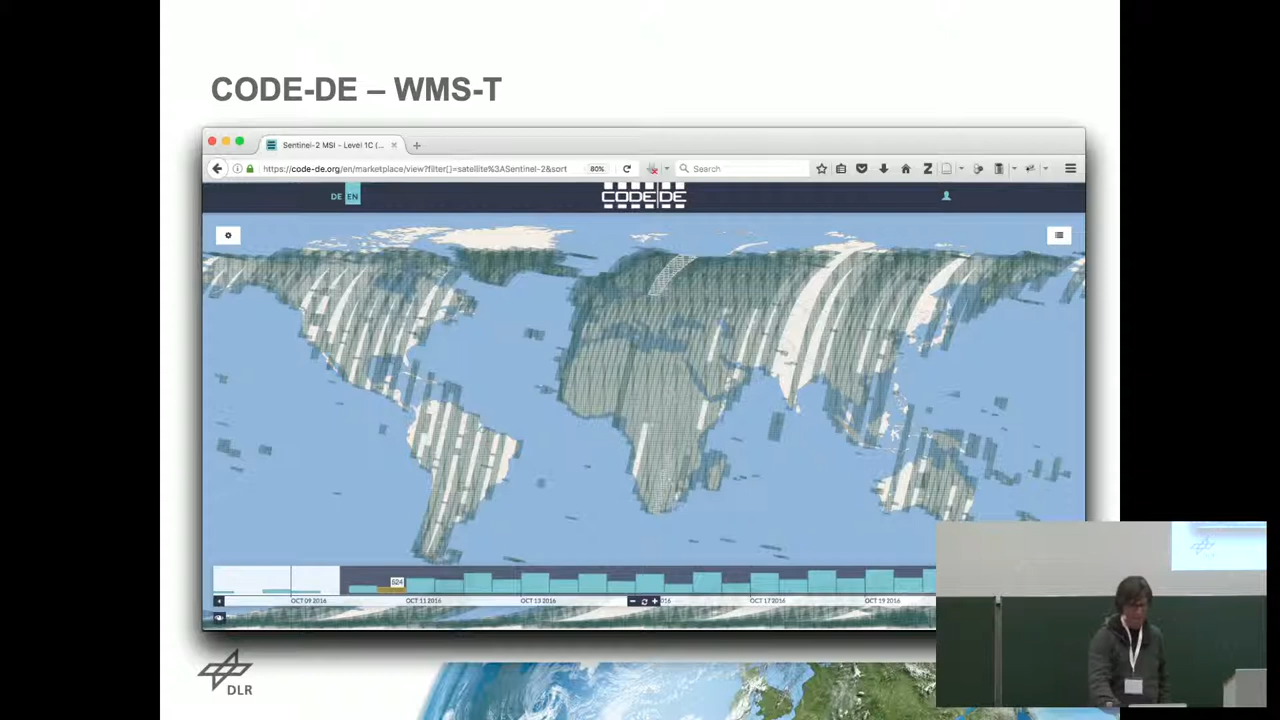 CODE-DE – WMS-T
Sentinel-2 MSI - Level 1C (...
https://code-de.org/en/marketplace/view?filter[]=satellite%3ASentinel-2&sort
80%
Search
DE EN
CODE DE
524
OCT 09 2016
OCT 11 2016
OCT 13 2016
016
OCT 17 2016
OCT 19 2016
DLR